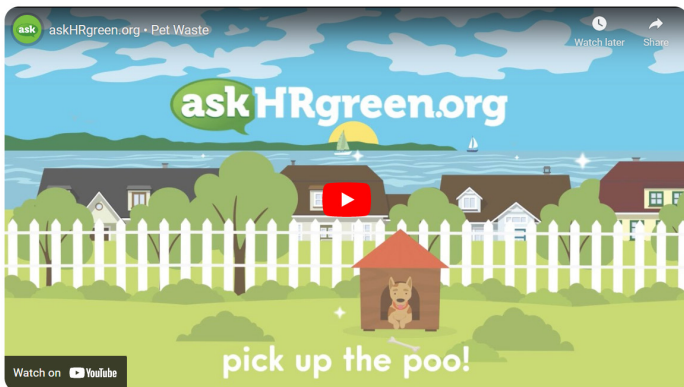 ask
askHRgreen.org • Pet Waste
Watch later
Share
askHRgreen.org
pick up the poo!
Watch on YouTube